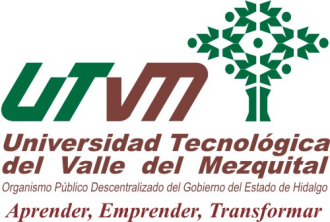 UTVM
Universidad Tecnológica
del Valle del Mezquital
Organismo Público Descentralizado del Gobierno del Estado de Hidalgo
Aprender, Emprender, Transformar